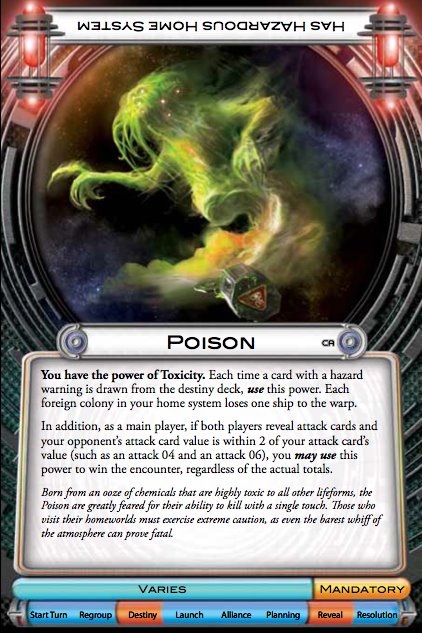 Has Hazardous Home System
Poison
CA
You have the power of Toxicity. Each time a card with a hazard
warning is drawn from the destiny deck, use this power. Each
foreign colony in your home system loses one ship to the warp.
In addition, as a main player, if both players reveal attack cards and
your opponent's attack card value is within 2 of your attack card's
value (such as an attack 04 and an attack 06), you may use this
power to win the encounter, regardless of the actual totals.
Born from an ooze of chemicals that are highly toxic to all other lifeforms, the
Poison are greatly feared for their ability to kill with a single touch. Those who
visit their homeworlds must exercise extreme caution, as even the barest whiff of
the atmosphere can prove fatal.
Varies Mandatory
Start Turn Regroup Destiny Launch Alliance Planning Reveal Resolution